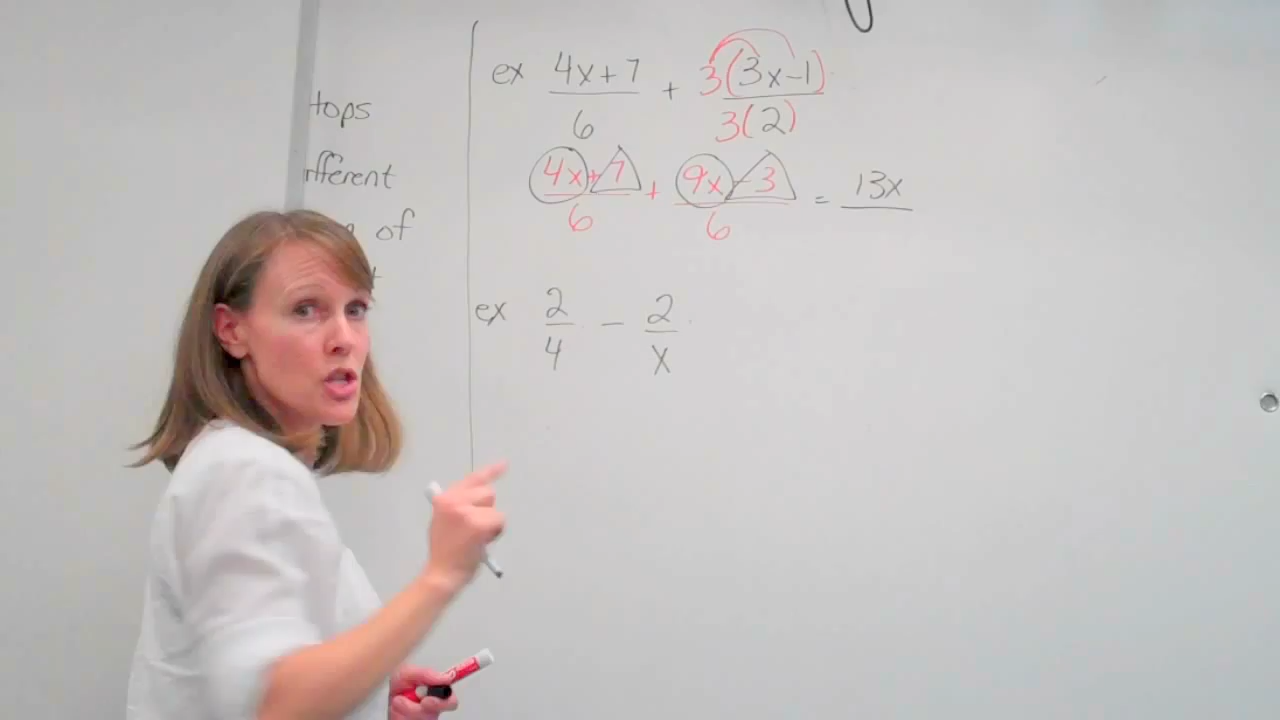 tops
fferent
of
ex 4x+7/6 + 3(3x-1)/3(2)
4x+7/6 + 9x-3/6 = 13x
ex 2/4 - 2/x